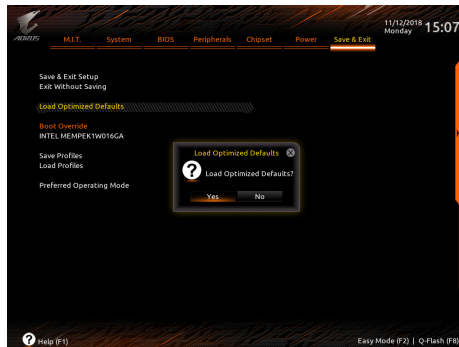 11/12/2018 15:07
Monday
AORUS
M.I.T. System BIOS Peripherals Chipset Power Save & Exit
Save & Exit Setup
Exit Without Saving
Load Optimized Defaults
Boot Override
INTEL MEMPEK1W016GA
Save Profiles
Load Profiles
Preferred Operating Mode
Load Optimized Defaults
Load Optimized Defaults?
Yes No
Help (F1) Easy Mode (F2) | Q-Flash (F8)